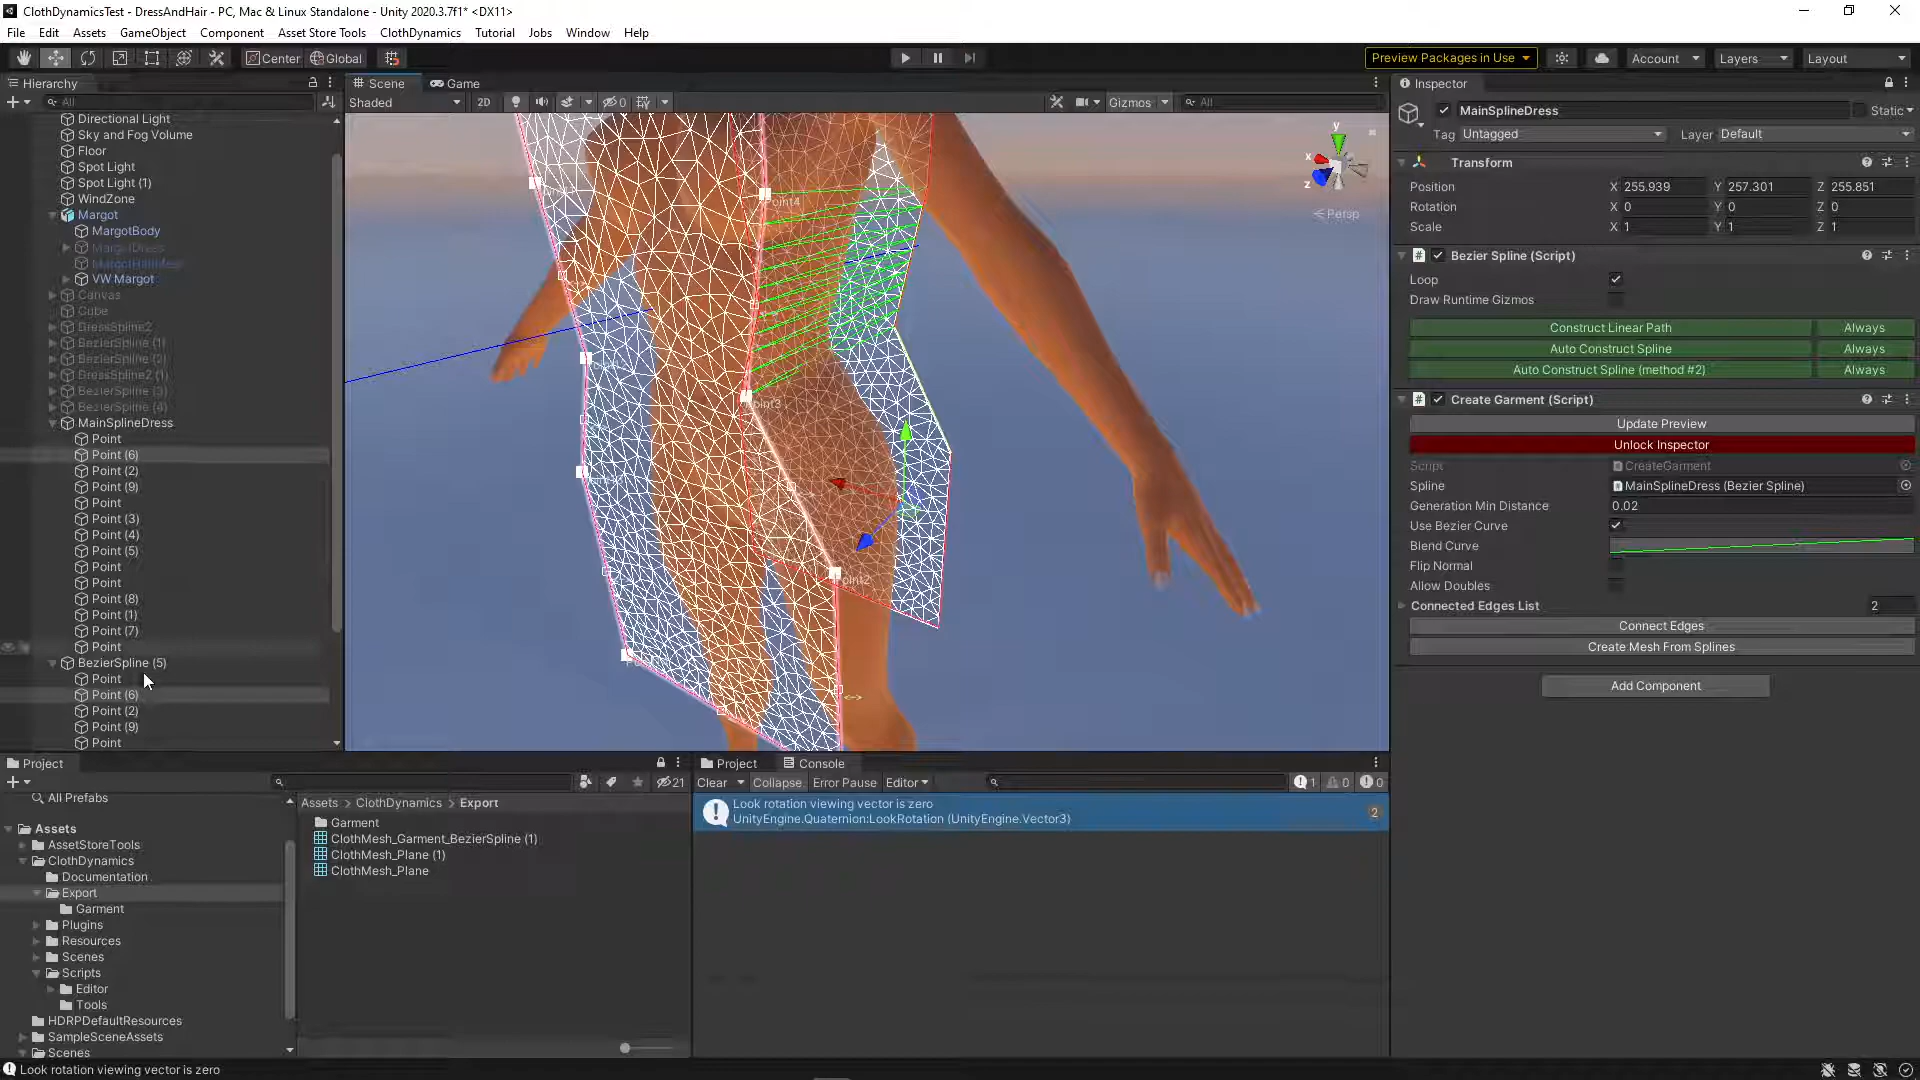 ClothDynamicsTest - DressAndHair - PC, Mac & Linux Standalone - Unity 2020.3.7f1* <DX11>
File Edit Assets GameObject Component Asset Store Tools ClothDynamics Tutorial Jobs Window Help
Center Global
Preview Packages in Use
Account
Layers
Layout
Hierarchy
All
Directional Light
Sky and Fog Volume
Floor
Spot Light
Spot Light (1)
WindZone
Margot
MargotBody
MargotDress
MargotHairMesh
VW Margot
Canvas
Cube
DressSpline2
BezierSpline (1)
BezierSpline (2)
DressSpline2 (1)
BezierSpline (3)
BezierSpline (4)
MainSplineDress
Point
Point (6)
Point (2)
Point (9)
Point
Point (3)
Point (4)
Point (5)
Point
Point
Point (8)
Point (1)
Point (7)
Point
BezierSpline (5)
Point
Point (6)
Point (2)
Point (9)
Point
Scene
Game
Shaded
2D
0
Gizmos
All
y
x
z
Persp
Point4
Point3
Point2
<->
Inspector
MainSplineDress
Static
Tag Untagged
Layer Default
Transform
Position X 255.939 Y 257.301 Z 255.851
Rotation X 0 Y 0 Z 0
Scale X 1 Y 1 Z 1
Bezier Spline (Script)
Loop
Draw Runtime Gizmos
Construct Linear Path Always
Auto Construct Spline Always
Auto Construct Spline (method #2) Always
Create Garment (Script)
Update Preview
Unlock Inspector
Script CreateGarment
Spline MainSplineDress (Bezier Spline)
Generation Min Distance 0.02
Use Bezier Curve
Blend Curve
Flip Normal
Allow Doubles
Connected Edges List 2
Connect Edges
Create Mesh From Splines
Add Component
Project
21
All Prefabs
Assets
AssetStoreTools
ClothDynamics
Documentation
Export
Garment
Plugins
Resources
Scenes
Scripts
Editor
Tools
HDRPDefaultResources
SampleSceneAssets
Scenes
Assets > ClothDynamics > Export
Garment
ClothMesh_Garment_BezierSpline (1)
ClothMesh_Plane (1)
ClothMesh_Plane
Project
Console
Clear
Collapse
Error Pause
Editor
1
0
0
Look rotation viewing vector is zero
UnityEngine.Quaternion:LookRotation (UnityEngine.Vector3)
2
Look rotation viewing vector is zero